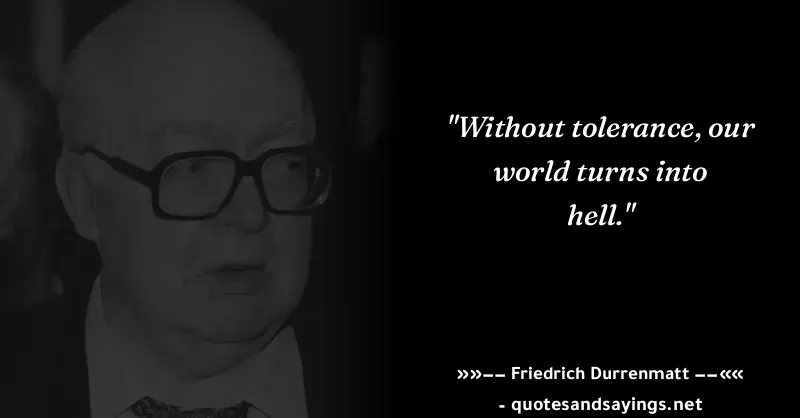 "Without tolerance, our
world turns into
hell."
»»–– Friedrich Durrenmatt ––««
- quotesandsayings.net